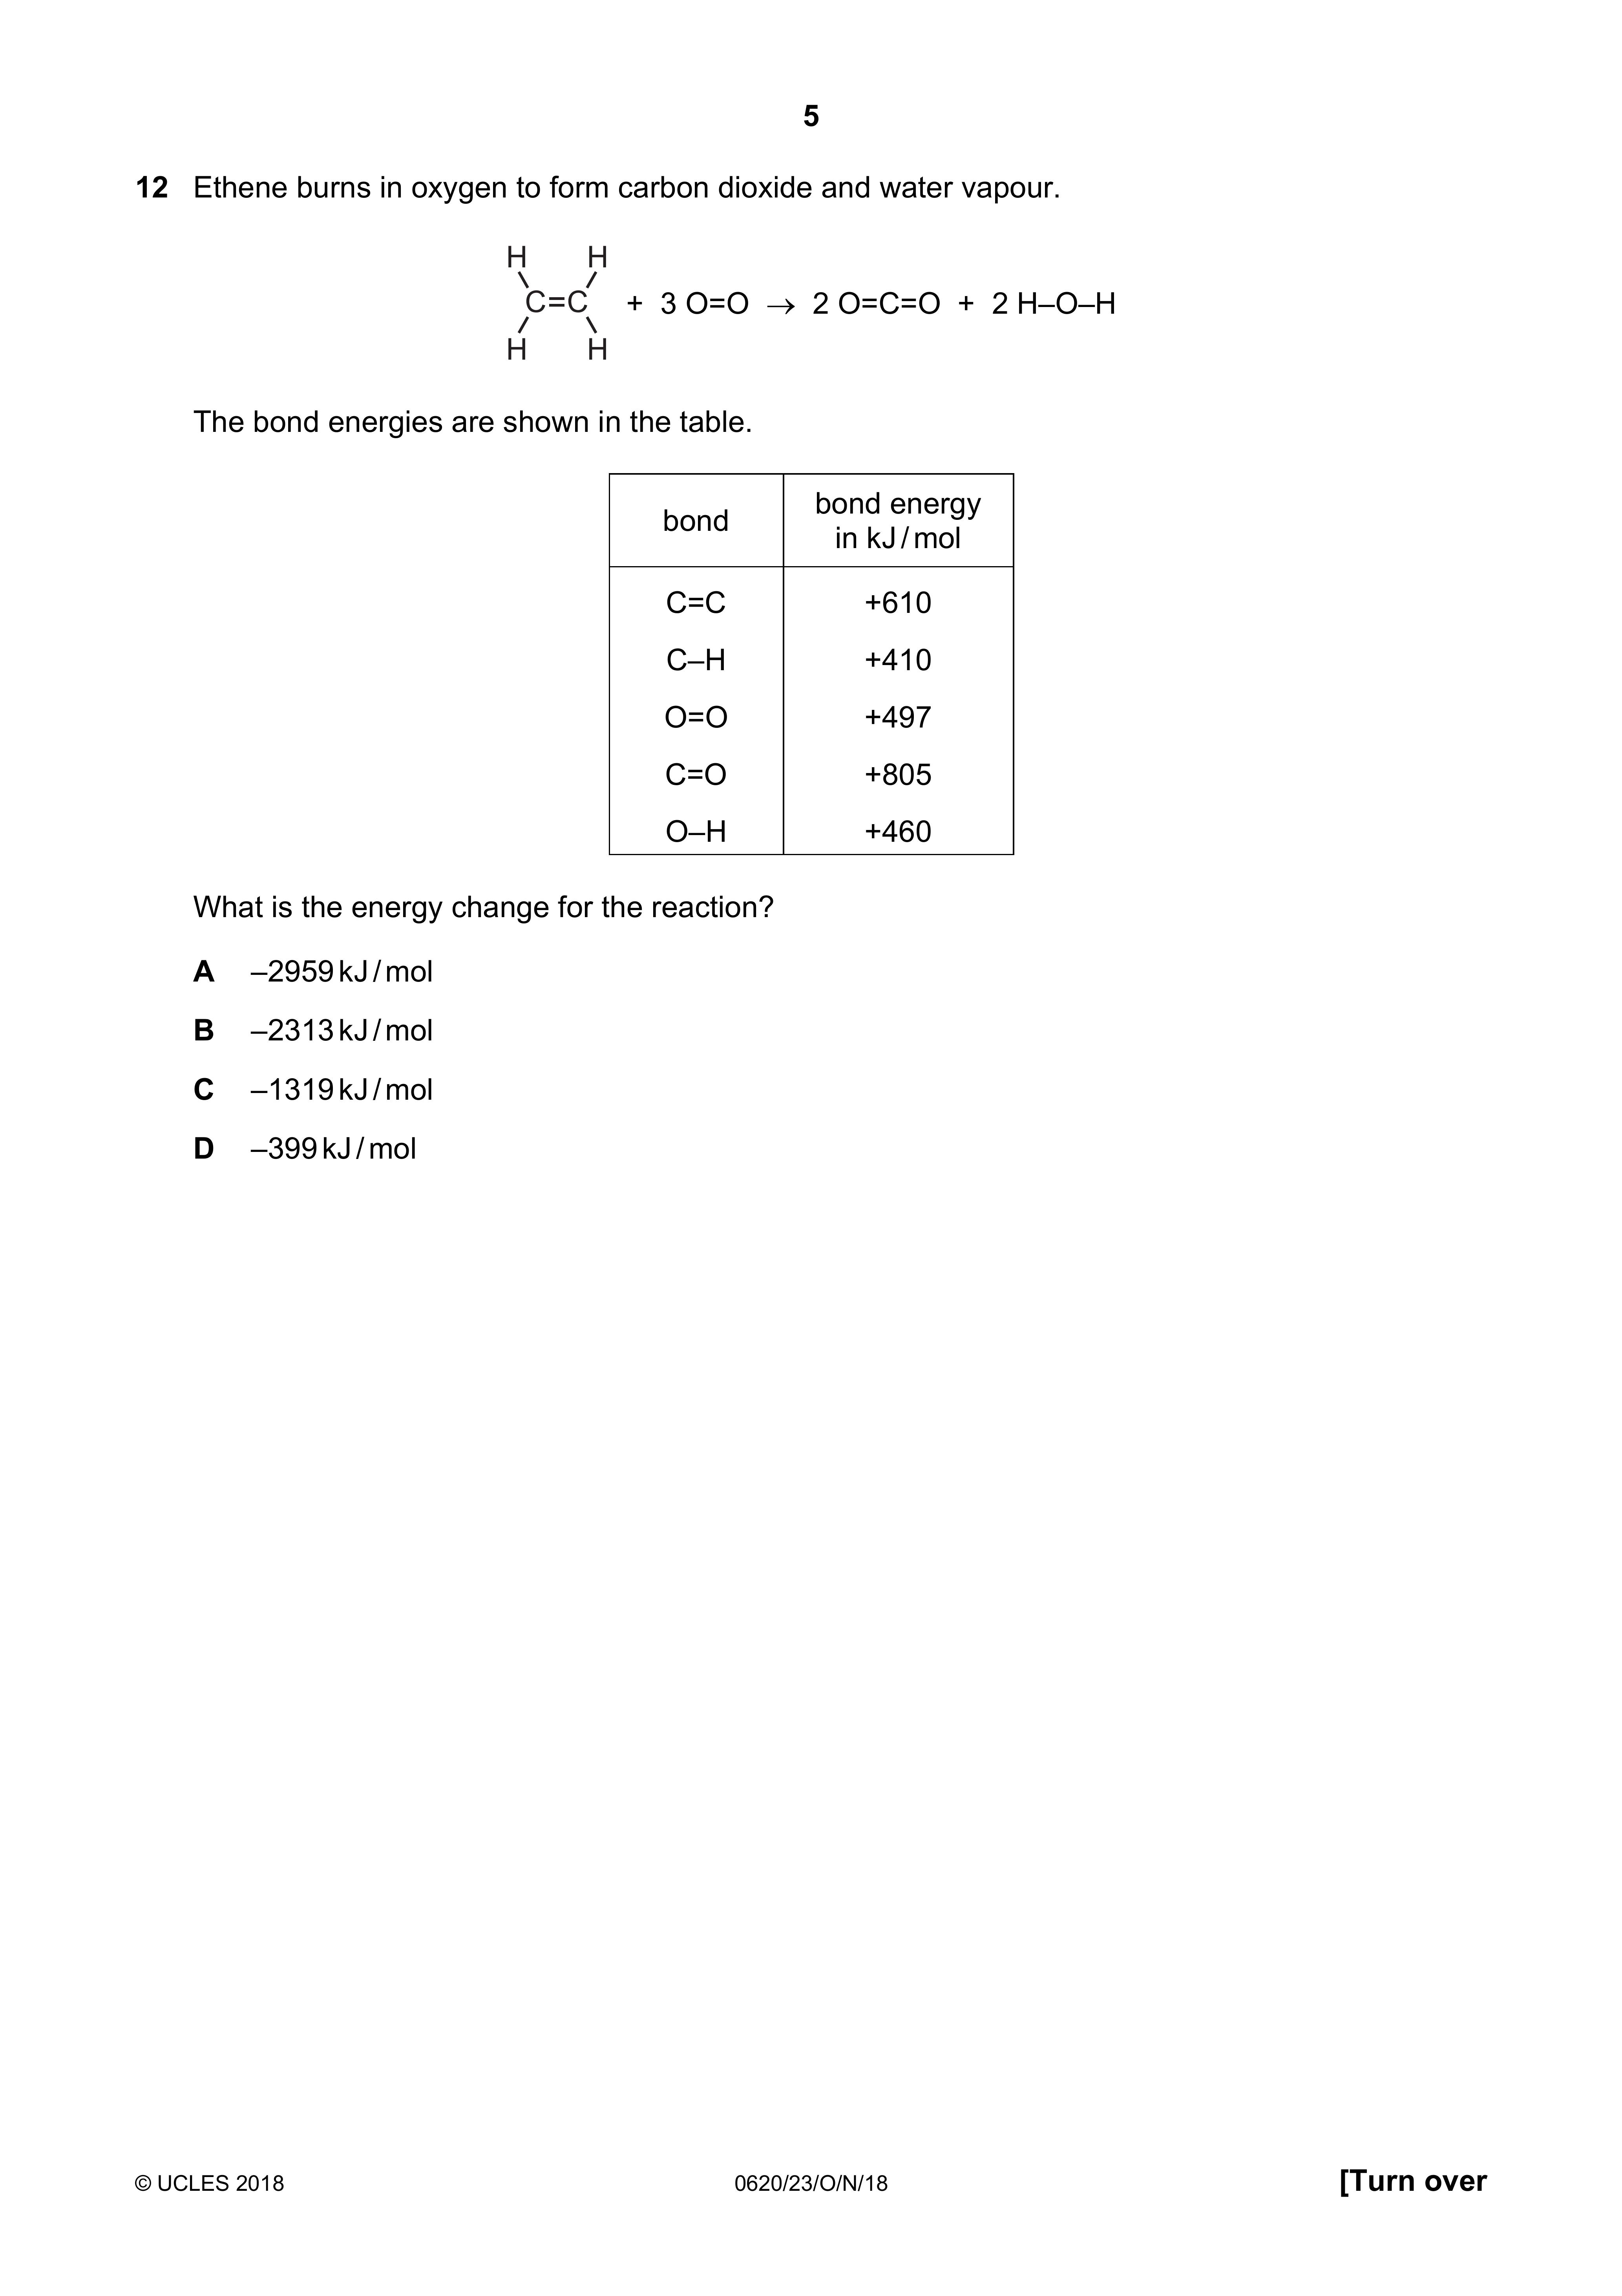 5
12 Ethene burns in oxygen to form carbon dioxide and water vapour.
H H
C=C + 3 O=O → 2 O=C=O + 2 H–O–H
H H
The bond energies are shown in the table.
bond bond energy
in kJ / mol
C=C +610
C–H +410
O=O +497
C=O +805
O–H +460
What is the energy change for the reaction?
A –2959 kJ / mol
B –2313 kJ / mol
C –1319 kJ / mol
D –399 kJ / mol
© UCLES 2018 0620/23/O/N/18 [Turn over